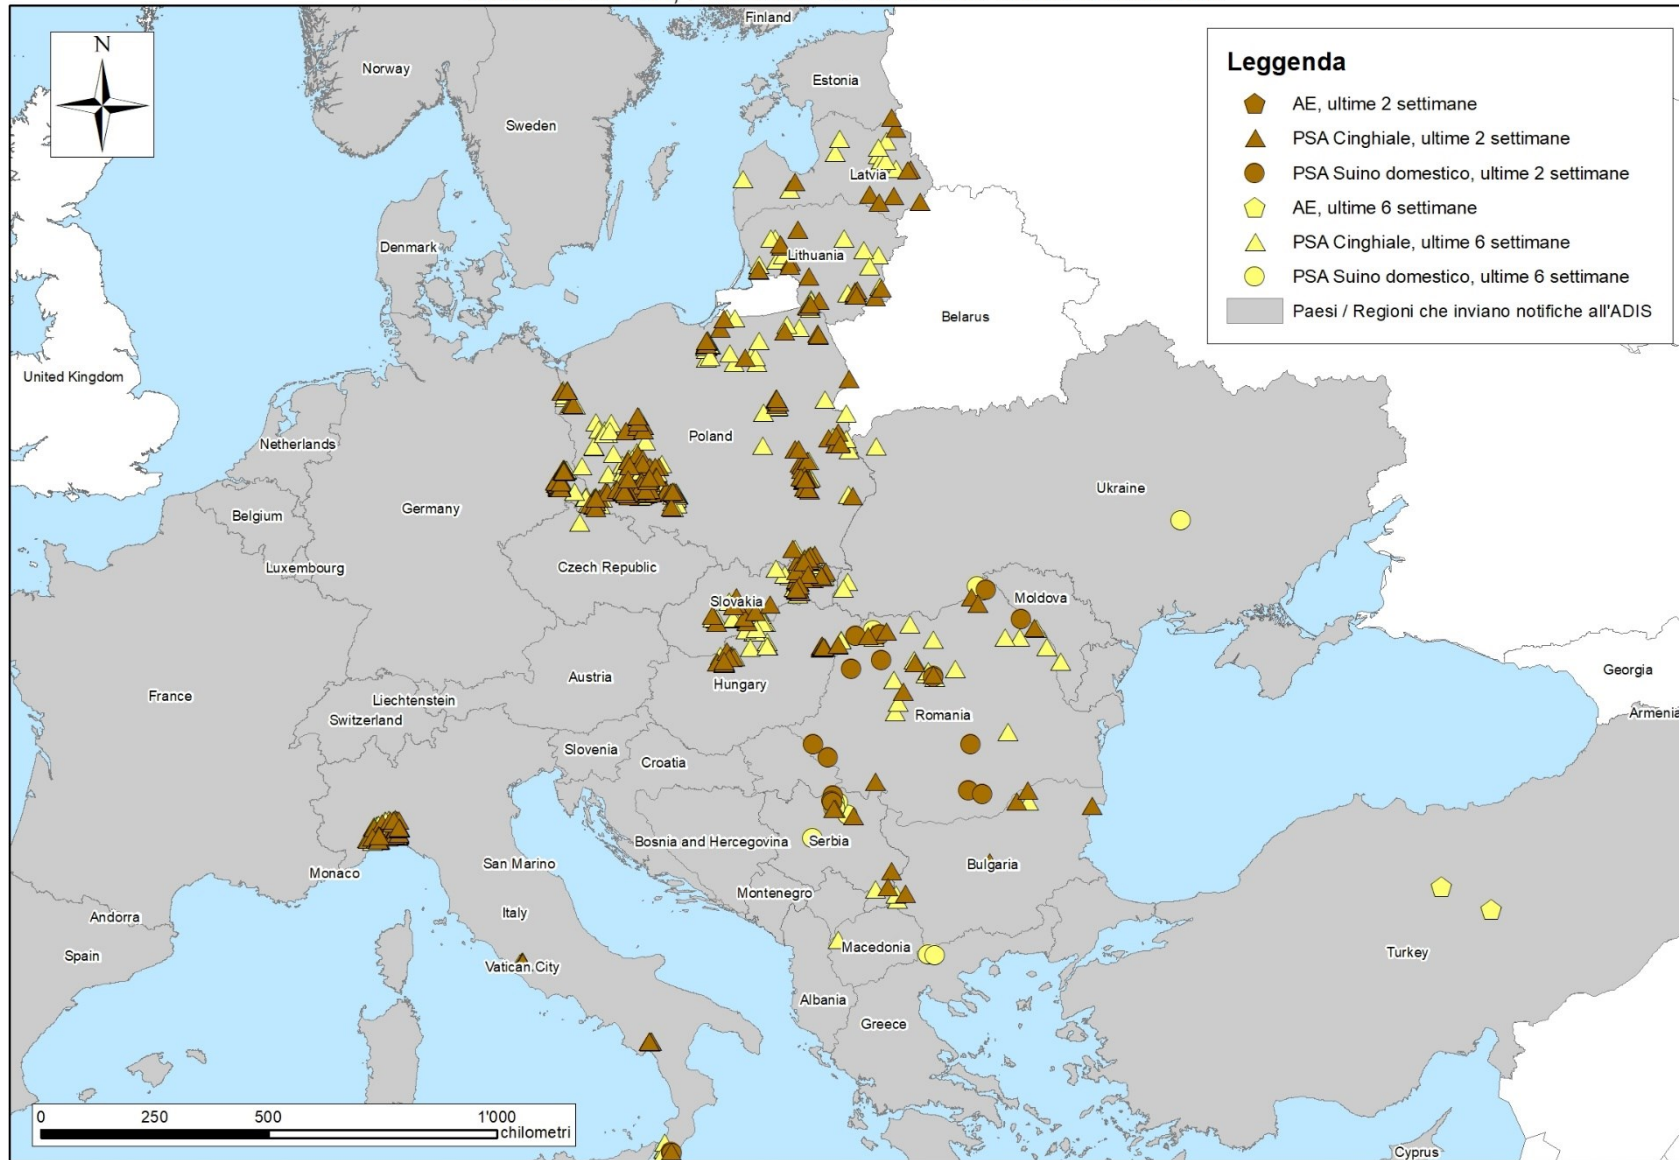 Finland
N
Leggenda
AE, ultime 2 settimane
PSA Cinghiale, ultime 2 settimane
PSA Suino domestico, ultime 2 settimane
AE, ultime 6 settimane
PSA Cinghiale, ultime 6 settimane
PSA Suino domestico, ultime 6 settimane
Paesi / Regioni che inviano notifiche all'ADIS
Norway
Estonia
Sweden
Latvia
Denmark
Lithuania
Belarus
United Kingdom
Netherlands
Poland
Ukraine
Belgium
Germany
Luxembourg
Czech Republic
Slovakia
Moldova
Austria
Hungary
France
Liechtenstein
Switzerland
Georgia
Armenia
Romania
Slovenia
Croatia
Bosnia and Hercegovina
Serbia
San Marino
Bulgaria
Monaco
Montenegro
Andorra
Italy
Macedonia
Turkey
Spain
Vatican City
Albania
Greece
0 250 500 1'000
chilometri
Cyprus